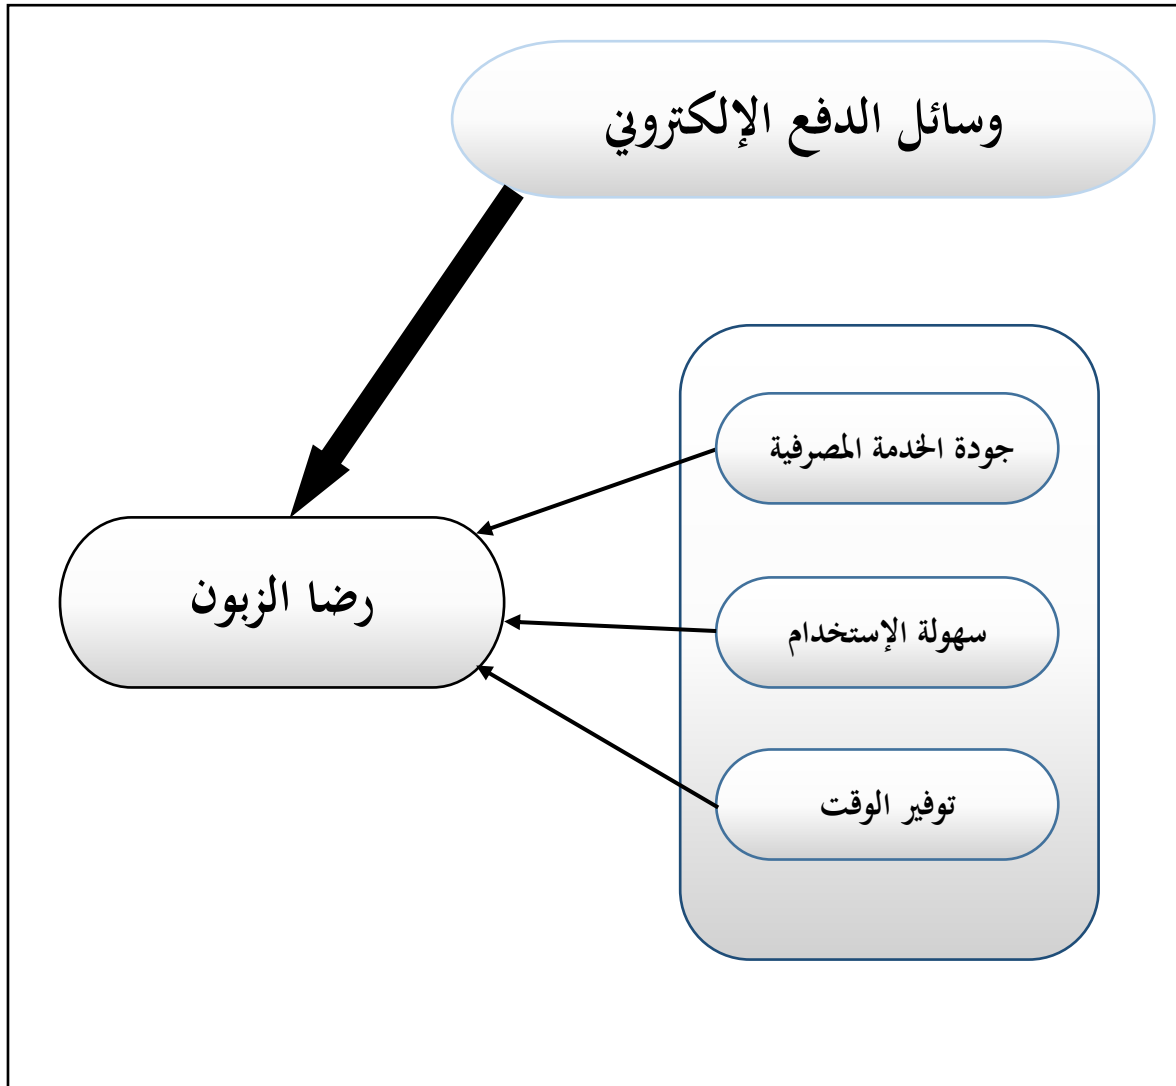 وسائل الدفع الإلكتروني
جودة الخدمة المصرفية
رضا الزبون
سهولة الإستخدام
توفير الوقت